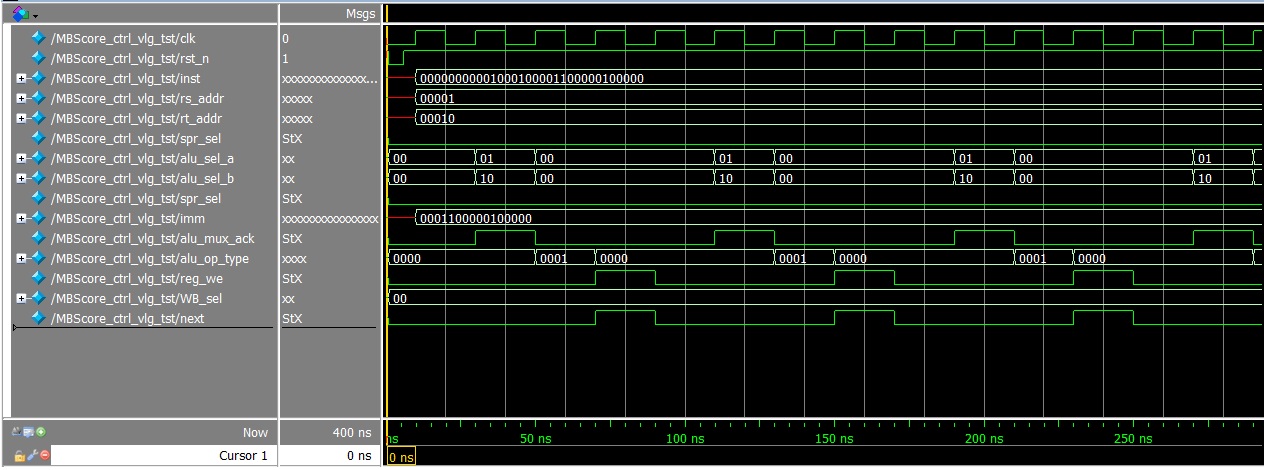 Msgs
/MBScore_ctrl_vlg_tst/clk 0
/MBScore_ctrl_vlg_tst/rst_n 1
/MBScore_ctrl_vlg_tst/inst xxxxxxxxxxxxxx... 00000000001000100001100000100000
/MBScore_ctrl_vlg_tst/rs_addr xxxxx 00001
/MBScore_ctrl_vlg_tst/rt_addr xxxxx 00010
/MBScore_ctrl_vlg_tst/spr_sel StX
/MBScore_ctrl_vlg_tst/alu_sel_a xx 00 01 00 01 00 01 00 01
/MBScore_ctrl_vlg_tst/alu_sel_b xx 00 10 00 10 00 10 00 10
/MBScore_ctrl_vlg_tst/spr_sel StX
/MBScore_ctrl_vlg_tst/imm xxxxxxxxxxxxxxxx 0001100000100000
/MBScore_ctrl_vlg_tst/alu_mux_ack StX
/MBScore_ctrl_vlg_tst/alu_op_type xxxx 0000 0001 0000 0001 0000 0001 0000
/MBScore_ctrl_vlg_tst/reg_we StX
/MBScore_ctrl_vlg_tst/WB_sel xx 00
/MBScore_ctrl_vlg_tst/next StX
Now 400 ns ns 50 ns 100 ns 150 ns 200 ns 250 ns
Cursor 1 0 ns 0 ns